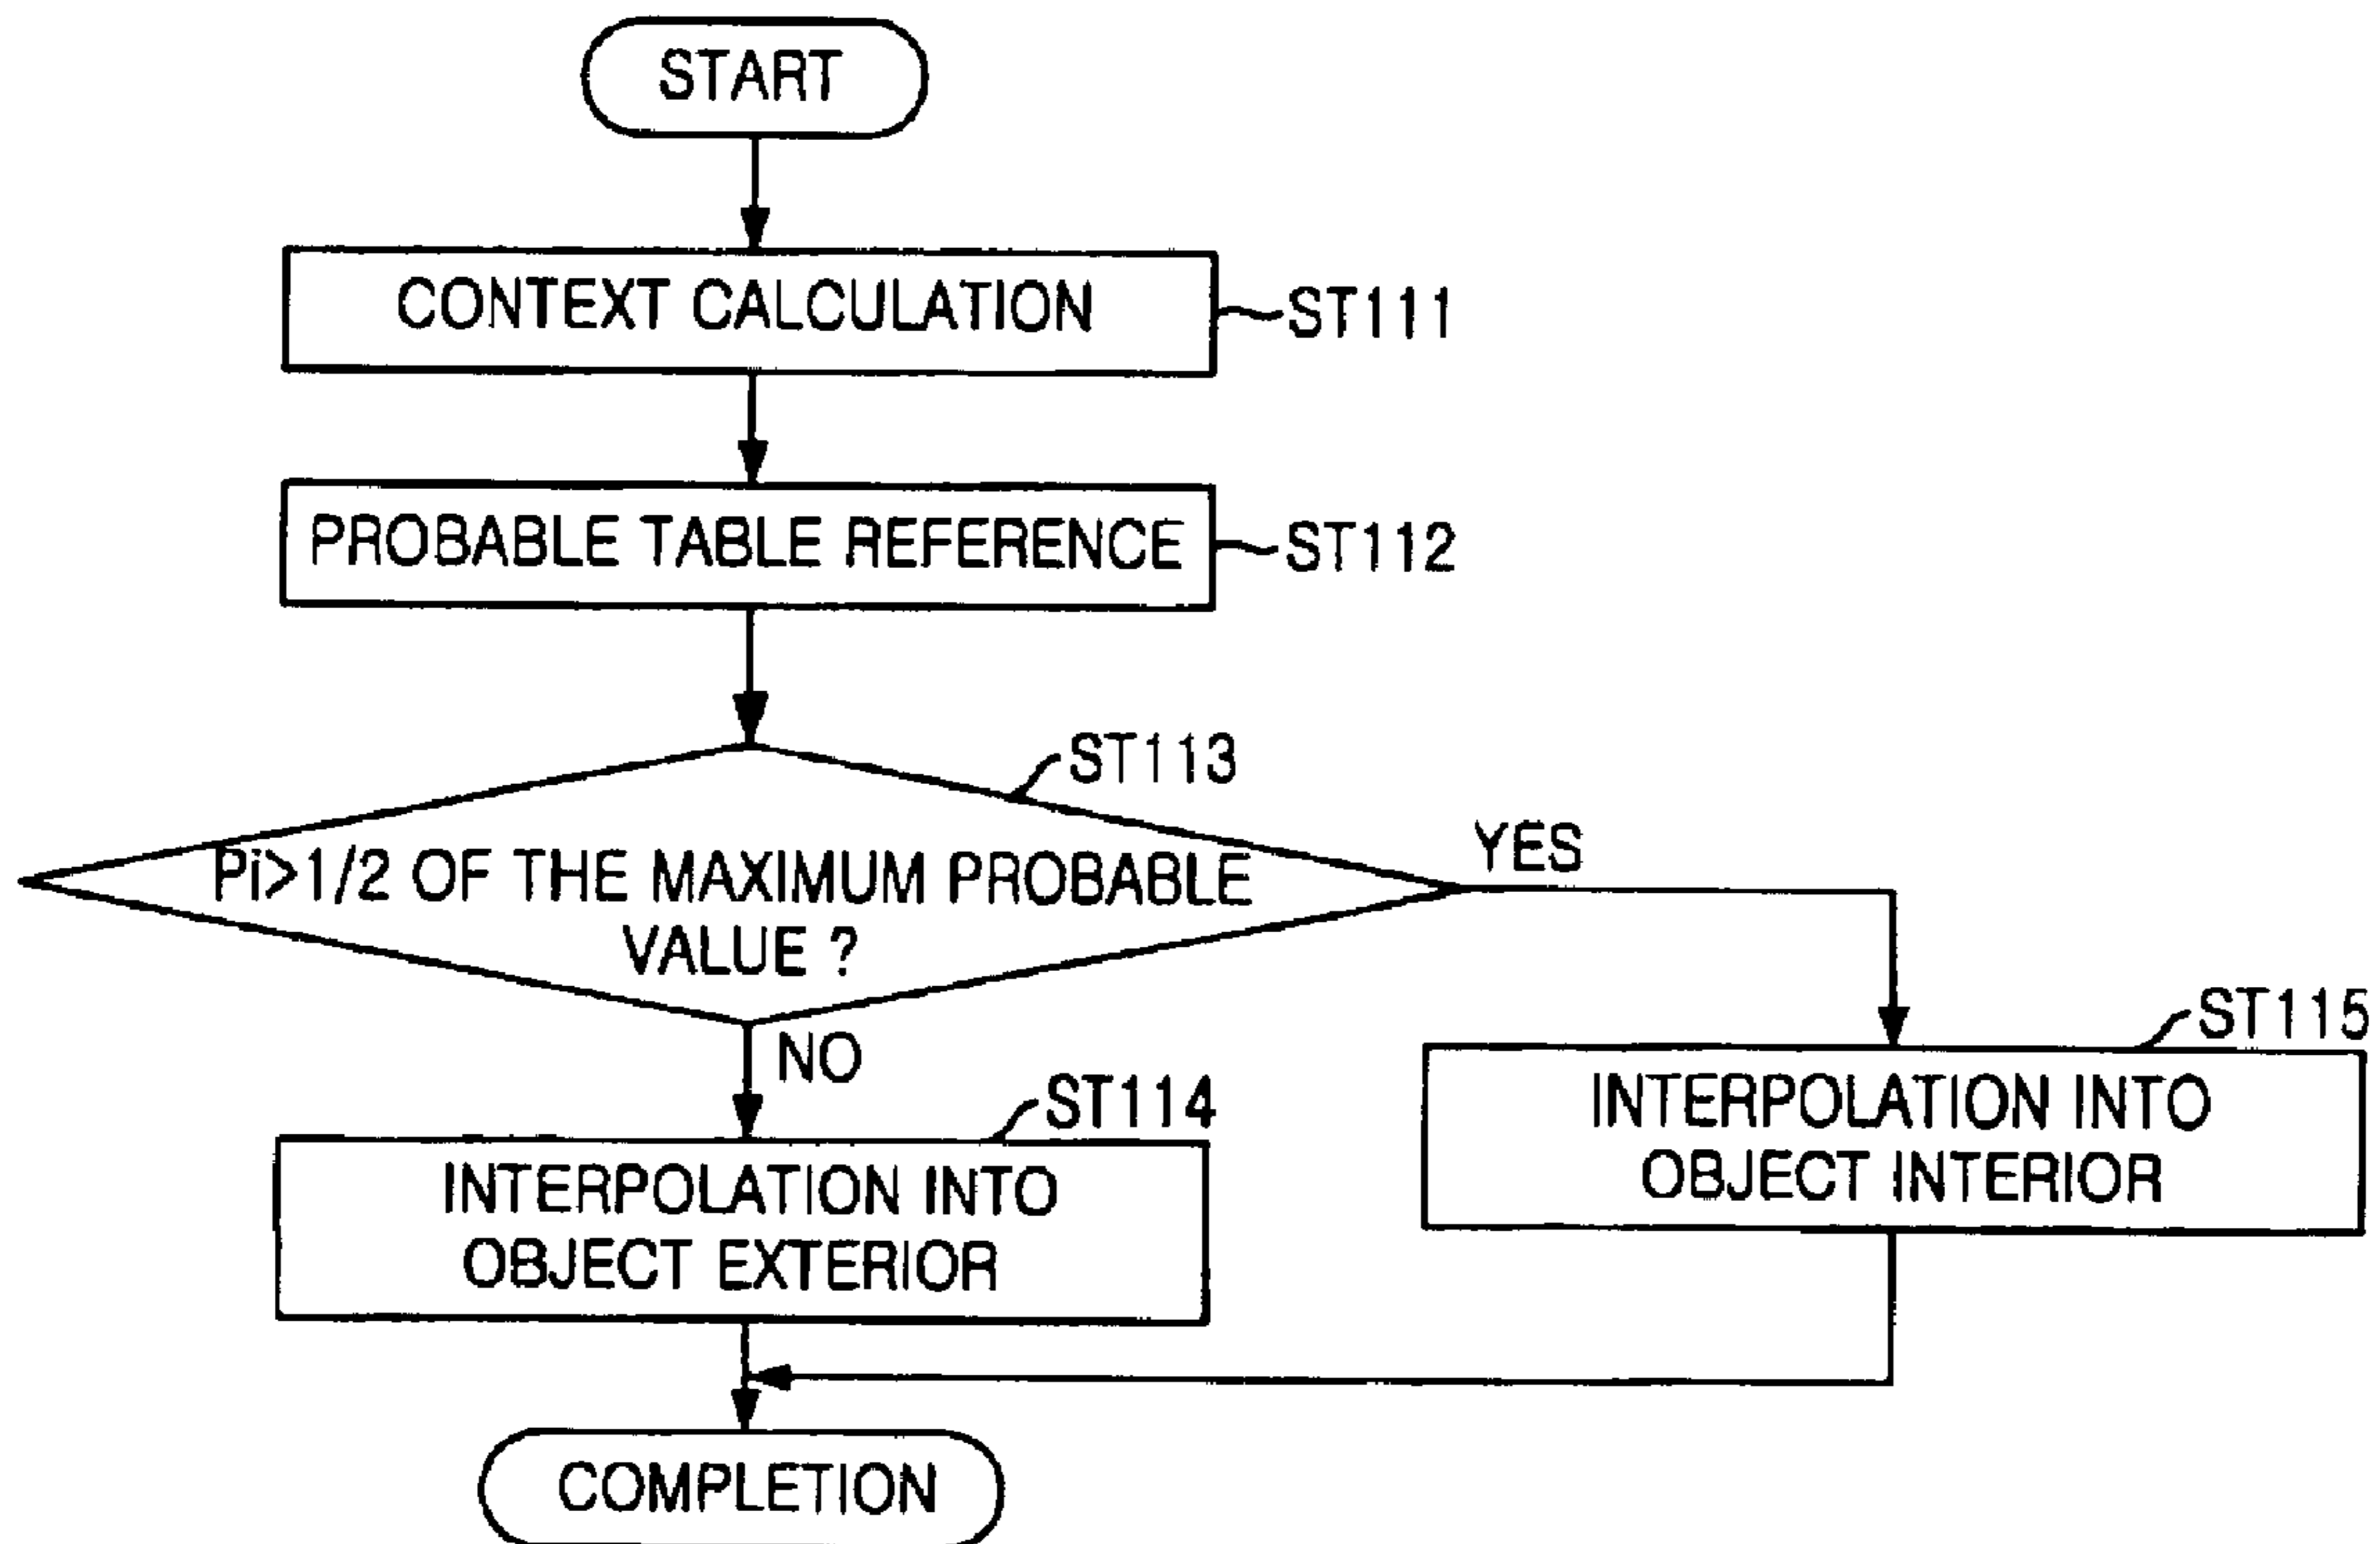 START
CONTEXT CALCULATION
ST111
PROBABLE TABLE REFERENCE
ST112
ST113
Pi>1/2 OF THE MAXIMUM PROBABLE
VALUE ?
YES
NO
ST114
INTERPOLATION INTO
OBJECT EXTERIOR
ST115
INTERPOLATION INTO
OBJECT INTERIOR
COMPLETION